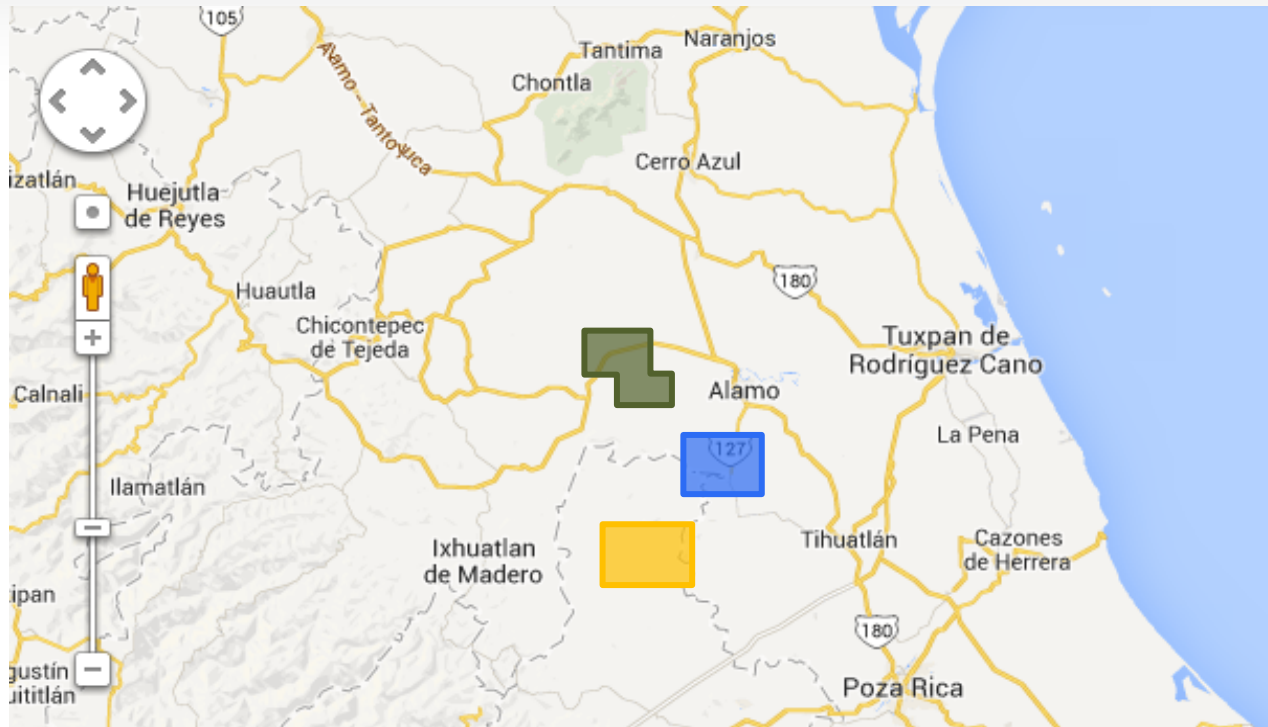 105
Naranjos
Tantima
Chontla
Alamo - Tantoyuca
Cerro Azul
izatlán
Huejutla
de Reyes
180
Huautla
Chicontepec
de Tejeda
Tuxpan de
Rodríguez Cano
Calnali
Alamo
La Pena
127
Ilamatlán
Tihuatlán
Cazones
de Herrera
Ixhuatlan
de Madero
ipan
180
gustín
uititlán
Poza Rica